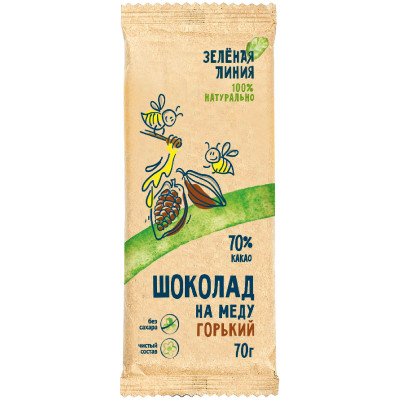 ЗЕЛЁНАЯ
ЛИНИЯ
100%
НАТУРАЛЬНО
70%
КАКАО
ШОКОЛАД
НА МЕДУ
ГОРЬКИЙ
без
сахара
чистый
состав
70г